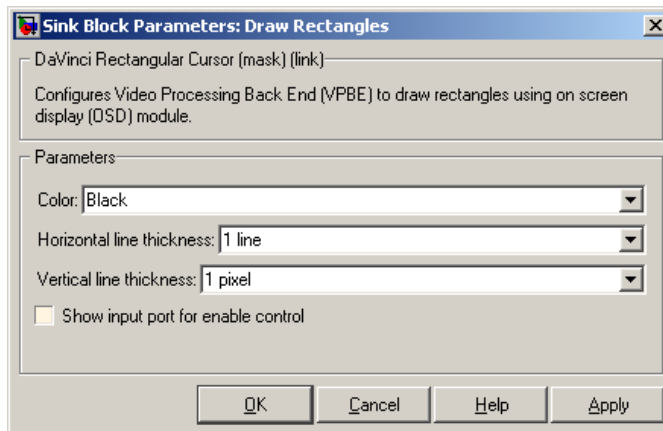 Sink Block Parameters: Draw Rectangles
DaVinci Rectangular Cursor (mask) (link)
Configures Video Processing Back End (VPBE) to draw rectangles using on screen
display (OSD) module.
Parameters
Color: Black
Horizontal line thickness: 1 line
Vertical line thickness: 1 pixel
Show input port for enable control
OK Cancel Help Apply